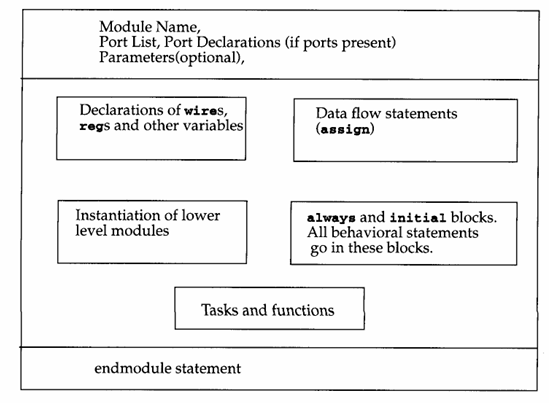 Module Name,
Port List, Port Declarations (if ports present)
Parameters(optional),
Declarations of wires,
regs and other variables
Data flow statements
(assign)
Instantiation of lower
level modules
always and initial blocks.
All behavioral statements
go in these blocks.
Tasks and functions
endmodule statement